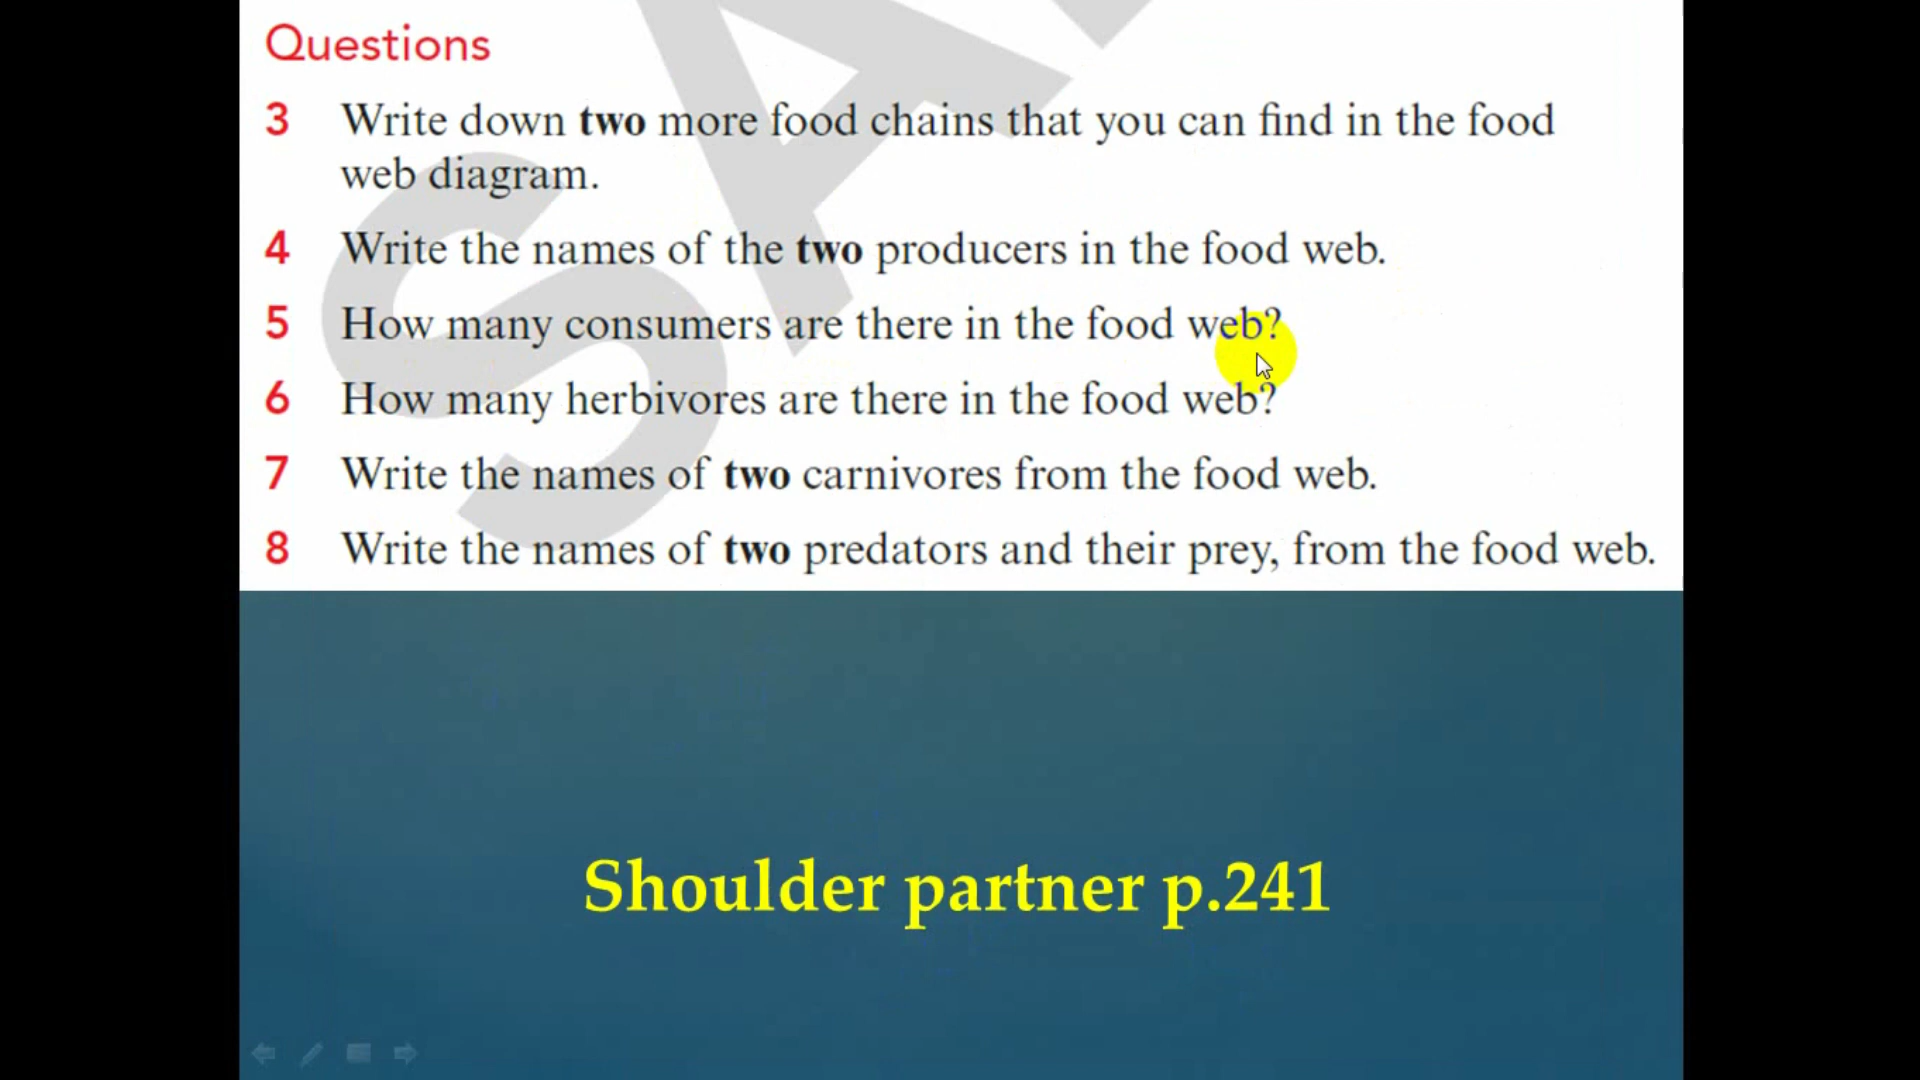 Questions
3 Write down two more food chains that you can find in the food
web diagram.
4 Write the names of the two producers in the food web.
5 How many consumers are there in the food web?
6 How many herbivores are there in the food web?
7 Write the names of two carnivores from the food web.
8 Write the names of two predators and their prey, from the food web.
Shoulder partner p.241